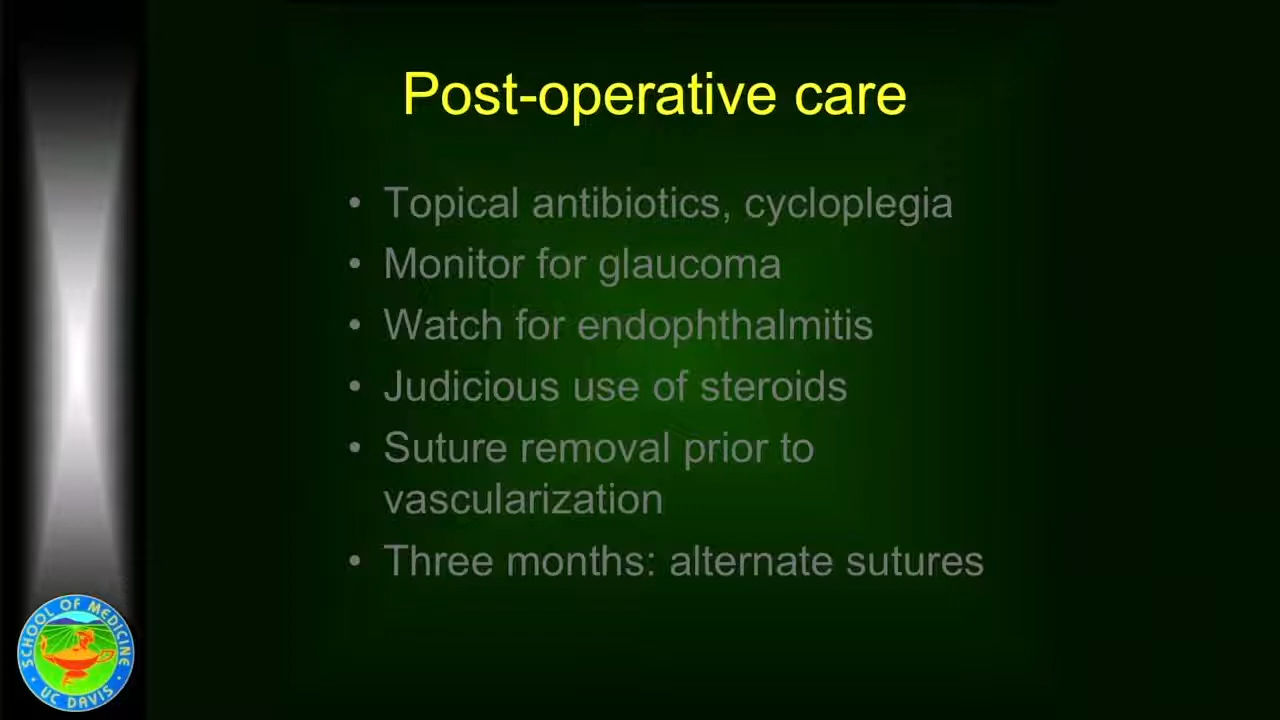 Post-operative care
• Topical antibiotics, cycloplegia
• Monitor for glaucoma
• Watch for endophthalmitis
• Judicious use of steroids
• Suture removal prior to
vascularization
• Three months: alternate sutures
SCHOOL OF MEDICINE
UC DAVIS